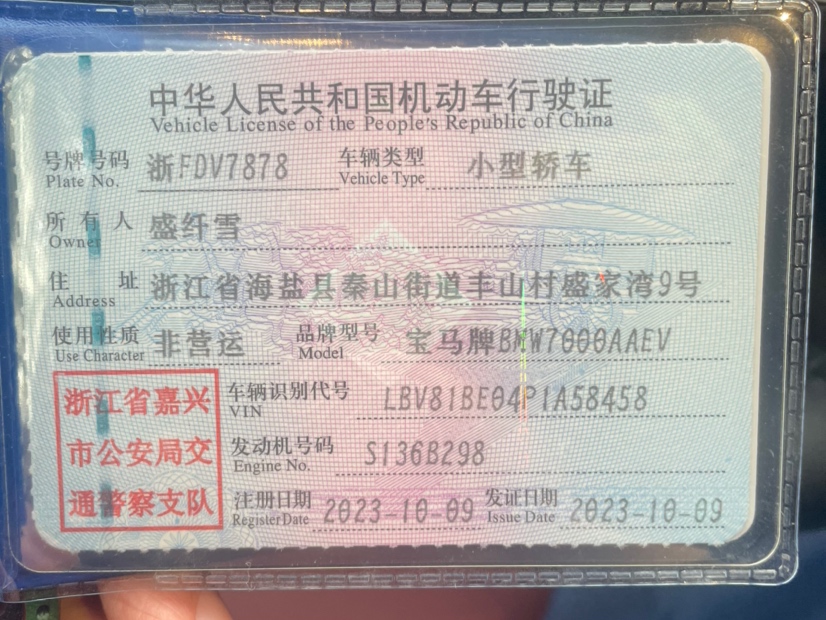 中华人民共和国机动车行驶证
Vehicle License of the People's Republic of China
号牌号码 浙FDV7878 车辆类型 小型轿车
Plate No. Vehicle Type
所有人 盛纤雪
Owner
住址 浙江省海盐县秦山街道丰山村盛家湾9号
Address
使用性质 非营运 品牌型号 宝马牌BMW7000AAEV
Use Character Model
浙江省嘉兴
市公安局交
通警察支队
车辆识别代号 LBV81BE04P1A58458
VIN
发动机号码 S136B298
Engine No.
注册日期 2023-10-09 发证日期 2023-10-09
Register Date Issue Date